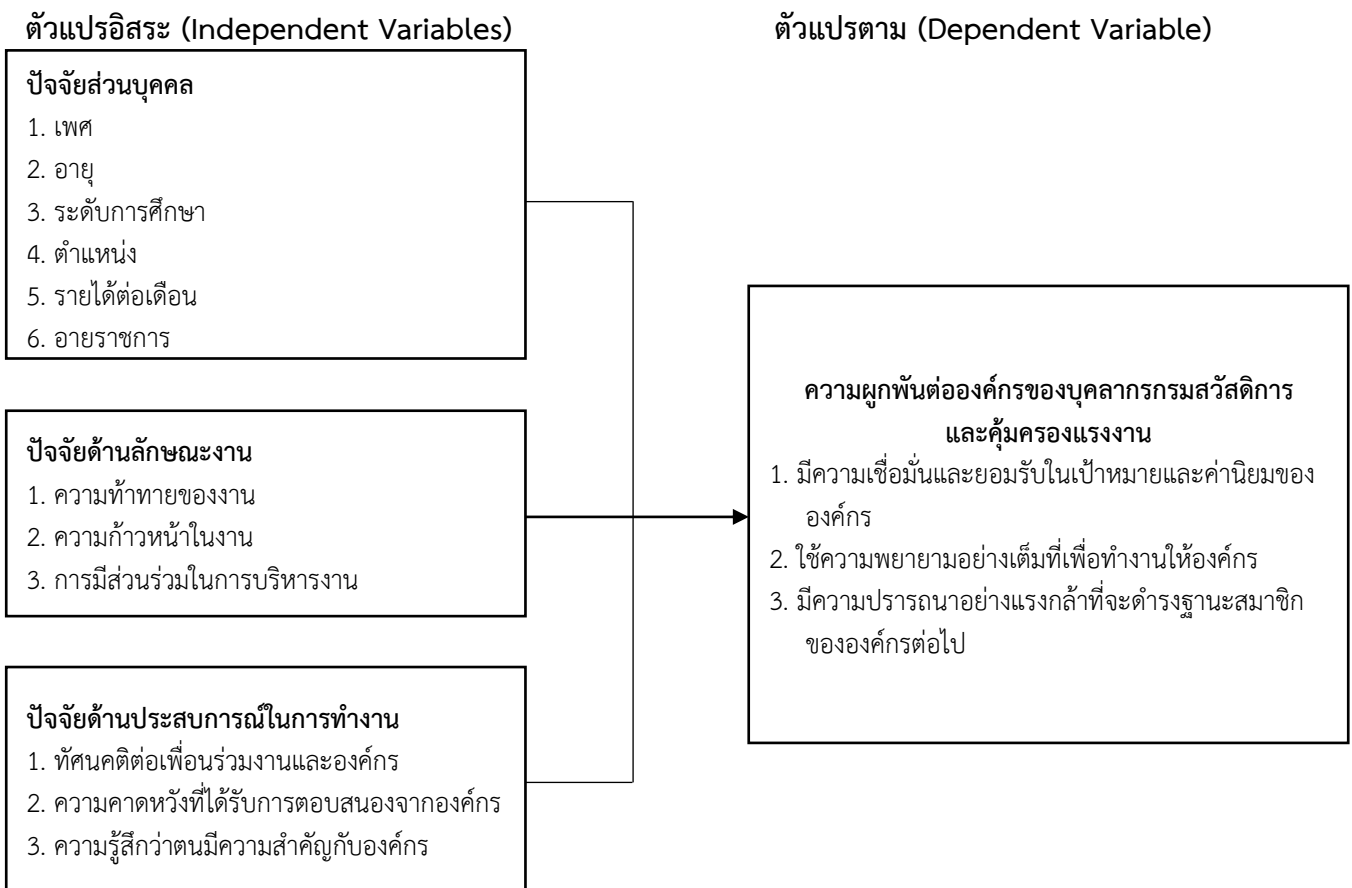 ตัวแปรอิสระ (Independent Variables)
ตัวแปรตาม (Dependent Variable)
ปัจจัยส่วนบุคคล
1. เพศ
2. อายุ
3. ระดับการศึกษา
4. ตำแหน่ง
5. รายได้ต่อเดือน
6. อายราชการ
ปัจจัยด้านลักษณะงาน
1. ความท้าทายของงาน
2. ความก้าวหน้าในงาน
3. การมีส่วนร่วมในการบริหารงาน
ปัจจัยด้านประสบการณ์ในการทำงาน
1. ทัศนคติต่อเพื่อนร่วมงานและองค์กร
2. ความคาดหวังที่ได้รับการตอบสนองจากองค์กร
3. ความรู้สึกว่าตนมีความสำคัญกับองค์กร
ความผูกพันต่อองค์กรของบุคลากรกรมสวัสดิการ
และคุ้มครองแรงงาน
1. มีความเชื่อมั่นและยอมรับในเป้าหมายและค่านิยมของ
องค์กร
2. ใช้ความพยายามอย่างเต็มที่เพื่อทำงานให้องค์กร
3. มีความปรารถนาอย่างแรงกล้าที่จะดำรงฐานะสมาชิก
ขององค์กรต่อไป